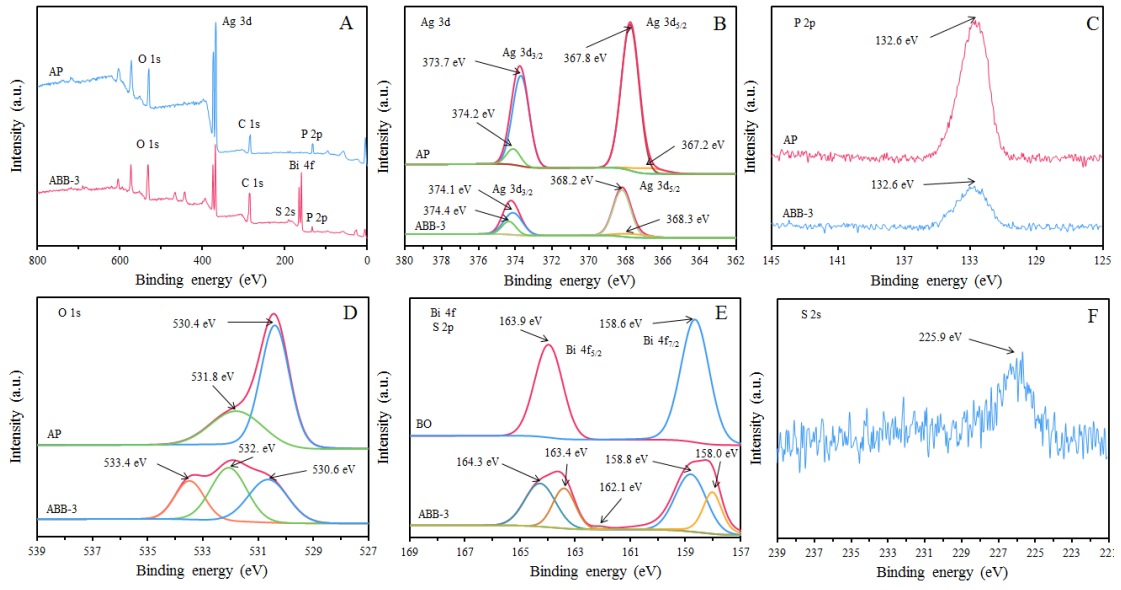 A
Ag 3d
O 1s
AP
C 1s
P 2p
O 1s
Bi 4f
ABB-3
C 1s
S 2s
P 2p
Intensity (a.u.)
800 600 400 200 0
Binding energy (eV)
B
Ag 3d
Ag 3d5/2
Ag 3d3/2
367.8 eV
373.7 eV
374.2 eV
367.2 eV
AP
368.2 eV
Ag 3d3/2
Ag 3d5/2
374.1 eV
374.4 eV
368.3 eV
ABB-3
Intensity (a.u.)
380 378 376 374 372 370 368 366 364 362
Binding energy (eV)
C
P 2p
132.6 eV
AP
132.6 eV
ABB-3
Intensity (a.u.)
145 141 137 133 129 125
Binding energy (eV)
D
O 1s
530.4 eV
531.8 eV
AP
532. eV
533.4 eV
530.6 eV
ABB-3
Intensity (a.u.)
539 537 535 533 531 529 527
Binding energy (eV)
E
Bi 4f
S 2p
163.9 eV
158.6 eV
Bi 4f5/2
Bi 4f7/2
BO
164.3 eV
163.4 eV
158.8 eV
158.0 eV
162.1 eV
ABB-3
Intensity (a.u.)
169 167 165 163 161 159 157
Binding energy (eV)
F
S 2s
225.9 eV
Intensity (a.u.)
239 237 235 233 231 229 227 225 223 221
Binding energy (eV)